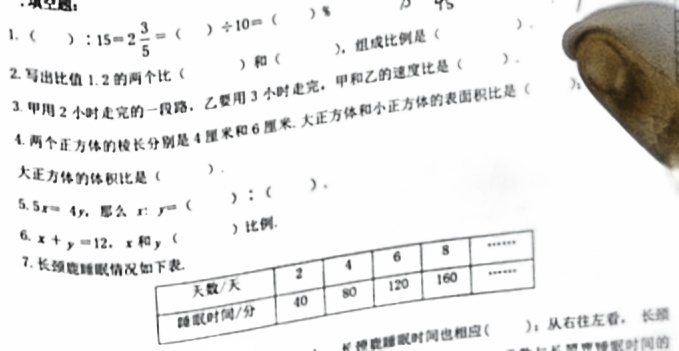 填空题:
1. (　　) : 15=2 3/5 =(　　) ÷10=(　　) %
2. 写出比值 1.2 的两个比 (　　) 和 (　　), 组成比例是 (　　).
3. 甲用 2 小时走完的一段路, 乙要用 3 小时走完, 甲和乙的速度比是 (　　).
4. 两个正方体的棱长分别是 4 厘米和 6 厘米. 大正方体和小正方体的表面积比是 (　　);
大正方体的体积比是 (　　).
5. 5x= 4y, 那么 x: y= (　　) : (　　).
6. x + y =12, x 和 y (　　) 比例.
7. 长颈鹿睡眠情况如下表.
天数/天 2 4 6 8 ……
睡眠时间/分 40 80 120 160 ……
长颈鹿睡眠时间也相应(　　); 从右往左看, 长颈
睡眠时间的